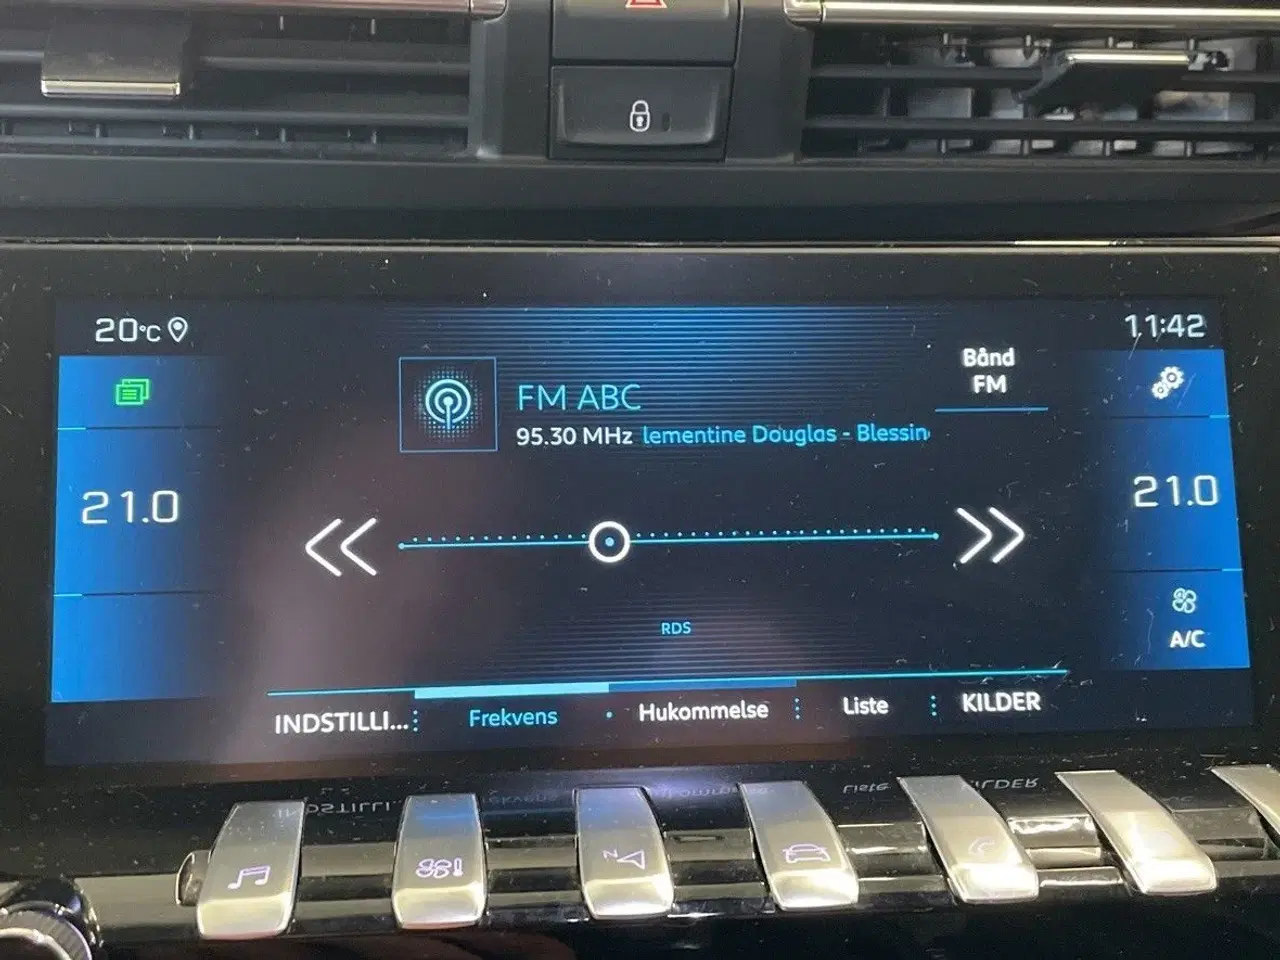 20°C
11:42
Bånd
FM
FM ABC
95.30 MHz lementine Douglas - Blessin
21.0
21.0
RDS
A/C
INDSTILLI... Frekvens Hukommelse Liste KILDER
N